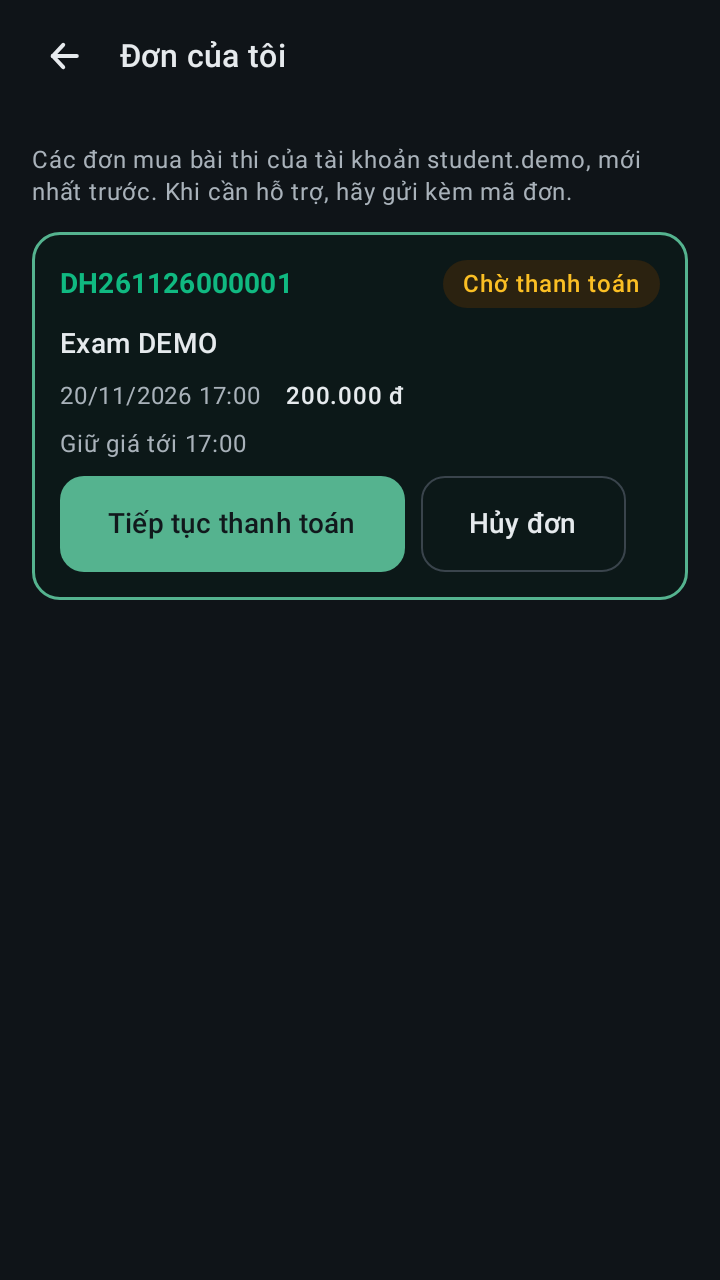 Đơn của tôi
Các đơn mua bài thi của tài khoản student.demo, mới
nhất trước. Khi cần hỗ trợ, hãy gửi kèm mã đơn.
DH261126000001
Chờ thanh toán
Exam DEMO
20/11/2026 17:00 200.000 đ
Giữ giá tới 17:00
Tiếp tục thanh toán
Hủy đơn